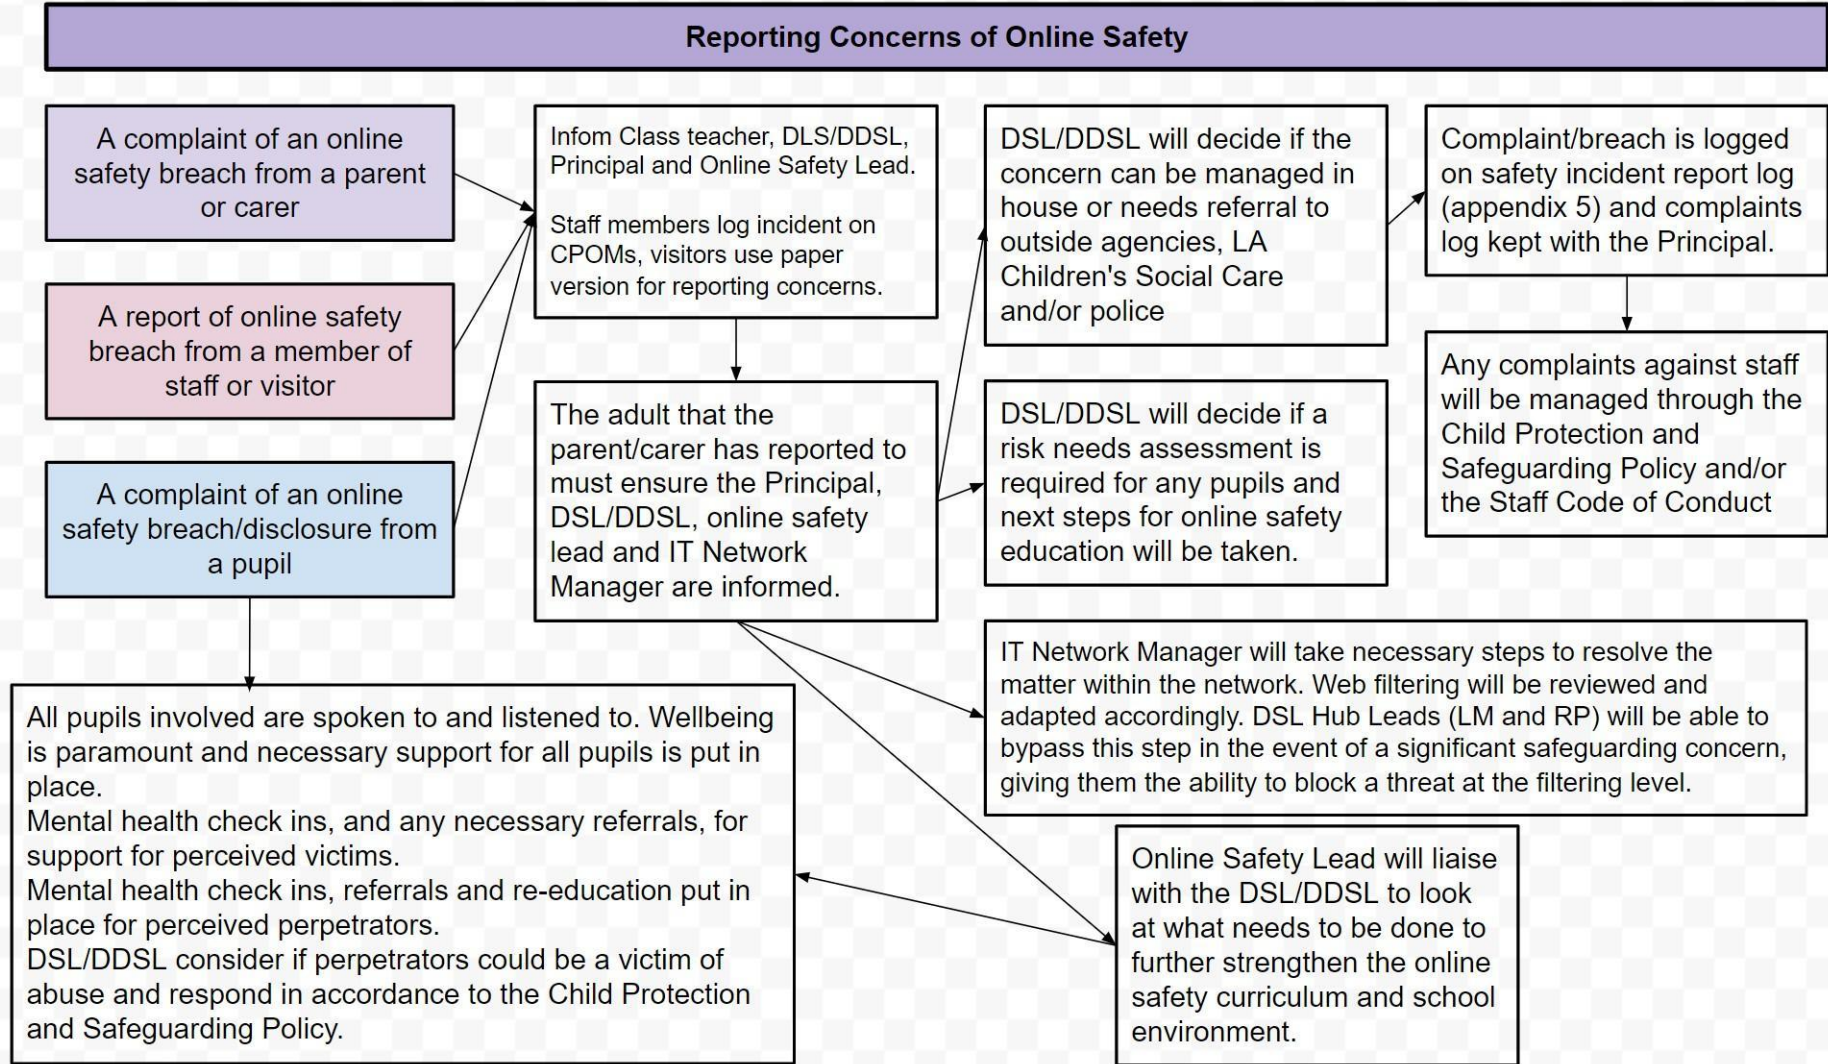 Reporting Concerns of Online Safety
A complaint of an online
safety breach from a parent
or carer
Infom Class teacher, DLS/DDSL,
Principal and Online Safety Lead.
Staff members log incident on
CPOMs, visitors use paper
version for reporting concerns.
DSL/DDSL will decide if the
concern can be managed in
house or needs referral to
outside agencies, LA
Children's Social Care
and/or police
Complaint/breach is logged
on safety incident report log
(appendix 5) and complaints
log kept with the Principal.
A report of online safety
breach from a member of
staff or visitor
Any complaints against staff
will be managed through the
Child Protection and
Safeguarding Policy and/or
the Staff Code of Conduct
The adult that the
parent/carer has reported to
must ensure the Principal,
DSL/DDSL, online safety
lead and IT Network
Manager are informed.
DSL/DDSL will decide if a
risk needs assessment is
required for any pupils and
next steps for online safety
education will be taken.
A complaint of an online
safety breach/disclosure from
a pupil
IT Network Manager will take necessary steps to resolve the
matter within the network. Web filtering will be reviewed and
adapted accordingly. DSL Hub Leads (LM and RP) will be able to
bypass this step in the event of a significant safeguarding concern,
giving them the ability to block a threat at the filtering level.
All pupils involved are spoken to and listened to. Wellbeing
is paramount and necessary support for all pupils is put in
place.
Mental health check ins, and any necessary referrals, for
support for perceived victims.
Mental health check ins, referrals and re-education put in
place for perceived perpetrators.
DSL/DDSL consider if perpetrators could be a victim of
abuse and respond in accordance to the Child Protection
and Safeguarding Policy.
Online Safety Lead will liaise
with the DSL/DDSL to look
at what needs to be done to
further strengthen the online
safety curriculum and school
environment.